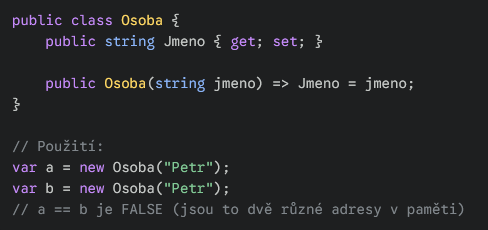 public class Osoba {
    public string Jmeno { get; set; }

    public Osoba(string jmeno) => Jmeno = jmeno;
}

// Použití:
var a = new Osoba("Petr");
var b = new Osoba("Petr");
// a == b je FALSE (jsou to dvě různé adresy v paměti)